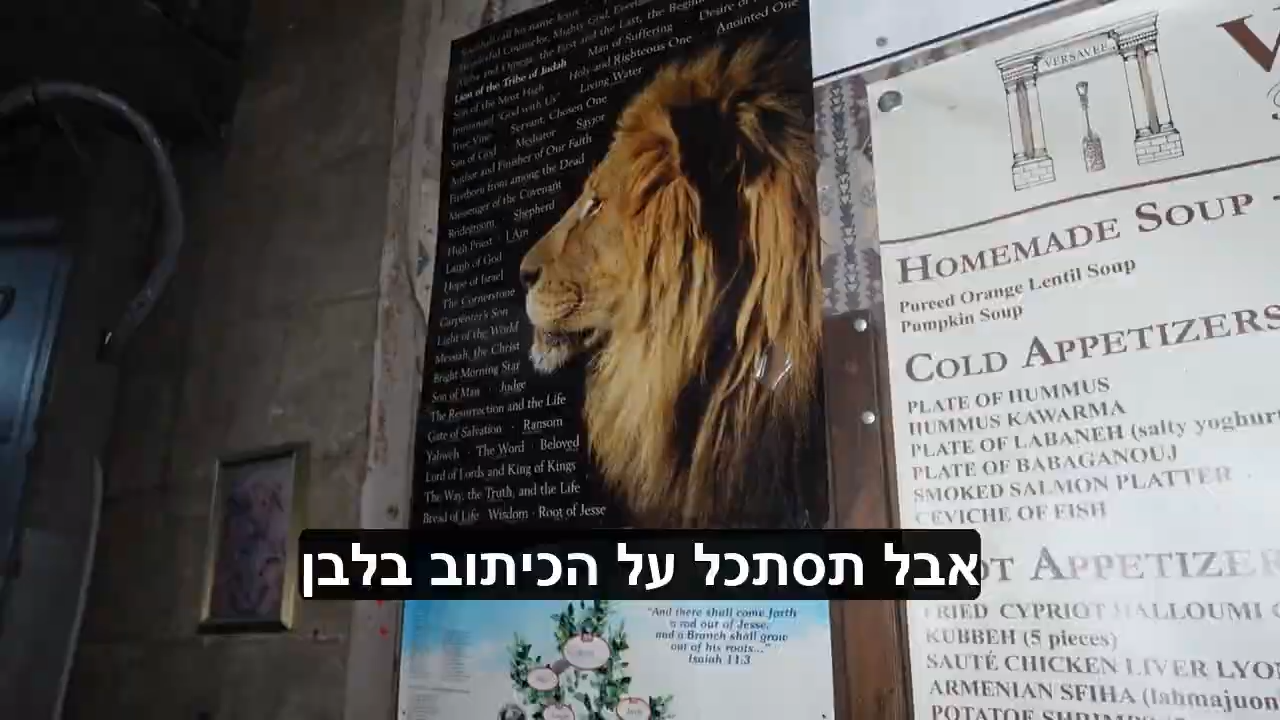 shall call his name Jesus
Wonderful Counselor, Mighty God,
Alpha and Omega, the First and the Last, the
Lion of the Tribe of Judah · Man of Suffering · Desire of
Son of the Most High · Holy and Righteous One · Anointed One
Immanuel "God with Us" · Living Water
True Vine · Servant, Chosen One
Son of God · Mediator · Savior
Author and Finisher of Our Faith
Firstborn from among the Dead
Messenger of the Covenant
Bridegroom · Shepherd
High Priest · I Am
Lamb of God
Hope of Israel
The Cornerstone
Carpenter's Son
Light of the World
Messiah, the Christ
Bright Morning Star
Son of Man · Judge
The Resurrection and the Life
Gate of Salvation · Ransom
Yahweh · The Word · Beloved
Lord of Lords and King of Kings
The Way, the Truth, and the Life
Bread of Life · Wisdom · Root of Jesse
VERSAVEE
HOMEMADE SOUP
Pureed Orange Lentil Soup
Pumpkin Soup
COLD APPETIZERS
PLATE OF HUMMUS
HUMMUS KAWARMA
PLATE OF LABANEH (salty yoghur
PLATE OF BABAGANOUJ
SMOKED SALMON PLATTER
CEVICHE OF FISH
אבל תסתכל על הכיתוב בלבן
OT APPETIZE
FRIED CYPRIOT HALLOUMI
KUBBEH (5 pieces)
SAUTÉ CHICKEN LIVER LYO
ARMENIAN SFIHA (lahmajuon
POTATOE SHRIMP
"And there shall come forth
a rod out of Jesse,
and a Branch shall grow
out of his roots..."
Isaiah 11:3